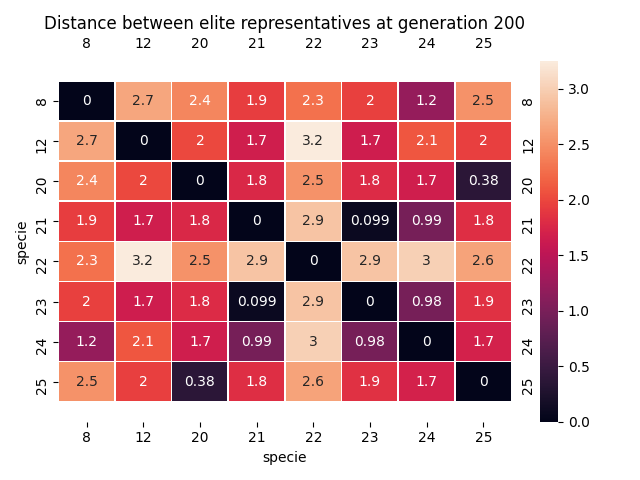 Distance between elite representatives at generation 200
8 12 20 21 22 23 24 25
8 0 2.7 2.4 1.9 2.3 2 1.2 2.5 8
12 2.7 0 2 1.7 3.2 1.7 2.1 2 12
20 2.4 2 0 1.8 2.5 1.8 1.7 0.38 20
21 1.9 1.7 1.8 0 2.9 0.099 0.99 1.8 21
22 2.3 3.2 2.5 2.9 0 2.9 3 2.6 22
23 2 1.7 1.8 0.099 2.9 0 0.98 1.9 23
24 1.2 2.1 1.7 0.99 3 0.98 0 1.7 24
25 2.5 2 0.38 1.8 2.6 1.9 1.7 0 25
8 12 20 21 22 23 24 25
specie
specie
3.0
2.5
2.0
1.5
1.0
0.5
0.0